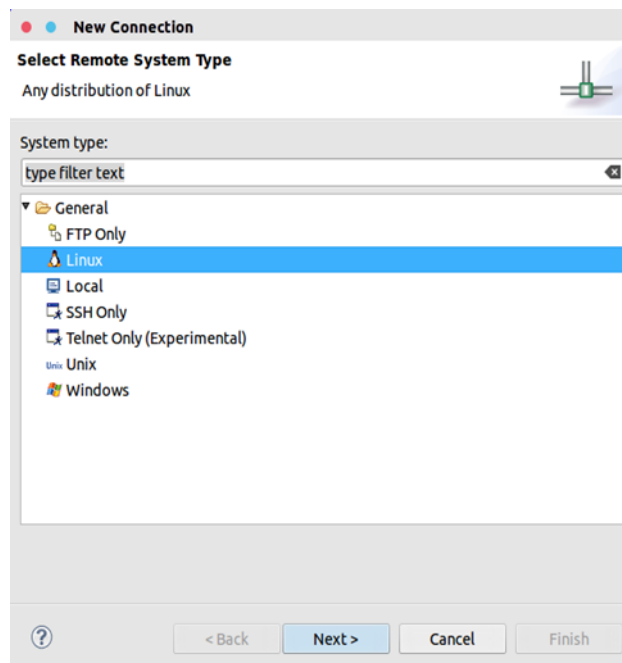 New Connection
Select Remote System Type
Any distribution of Linux
System type:
type filter text
General
FTP Only
Linux
Local
SSH Only
Telnet Only (Experimental)
Unix Unix
Windows
?
< Back Next > Cancel Finish